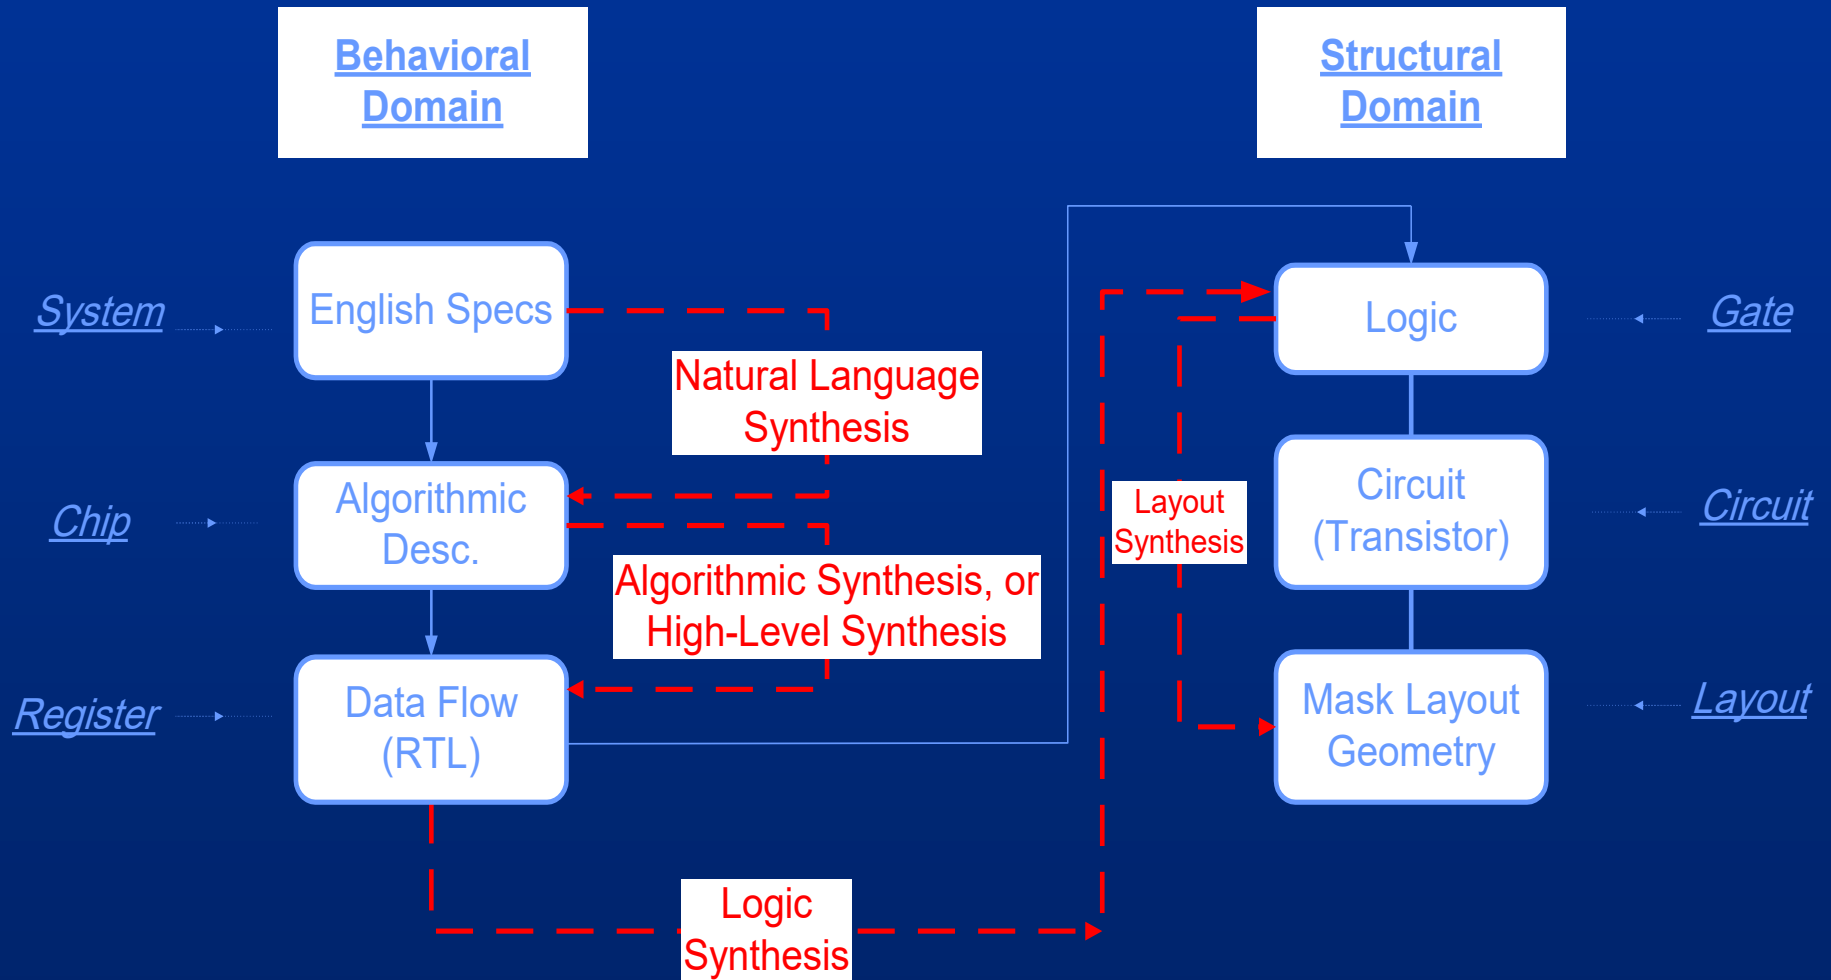 Behavioral
Domain
Structural
Domain
System
English Specs
Natural Language
Synthesis
Chip
Algorithmic
Desc.
Algorithmic Synthesis, or
High-Level Synthesis
Register
Data Flow
(RTL)
Logic
Synthesis
Layout
Synthesis
Logic
Gate
Circuit
(Transistor)
Circuit
Mask Layout
Geometry
Layout